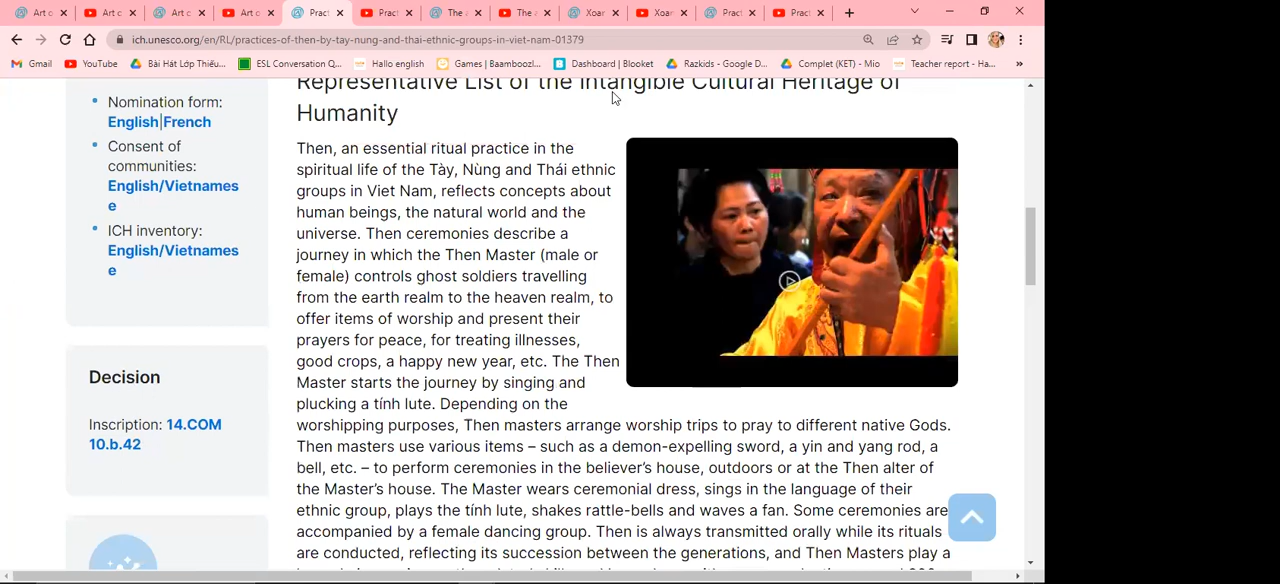 Art c
Art c
Art c
Art o
Pract
Pract
The A
The A
Xoar
Xoar
Pract
Pract
ich.unesco.org/en/RL/practices-of-then-by-tay-nung-and-thai-ethnic-groups-in-viet-nam-01379
Gmail
YouTube
Bài Hát Lớp Thiếu...
ESL Conversation Q...
Hallo english
Games | Baamboozl...
Dashboard | Blooket
Razkids - Google D...
Complet (KET) - Mio
Teacher report - Ha...
»
Representative List of the Intangible Cultural Heritage of
Humanity
Nomination form:
English|French
Consent of
communities:
English/Vietnames
e
ICH inventory:
English/Vietnames
e
Decision
Inscription: 14.COM
10.b.42
Then, an essential ritual practice in the
spiritual life of the Tày, Nùng and Thái ethnic
groups in Viet Nam, reflects concepts about
human beings, the natural world and the
universe. Then ceremonies describe a
journey in which the Then Master (male or
female) controls ghost soldiers travelling
from the earth realm to the heaven realm, to
offer items of worship and present their
prayers for peace, for treating illnesses,
good crops, a happy new year, etc. The Then
Master starts the journey by singing and
plucking a tính lute. Depending on the
worshipping purposes, Then masters arrange worship trips to pray to different native Gods.
Then masters use various items – such as a demon-expelling sword, a yin and yang rod, a
bell, etc. – to perform ceremonies in the believer's house, outdoors or at the Then alter of
the Master's house. The Master wears ceremonial dress, sings in the language of their
ethnic group, plays the tính lute, shakes rattle-bells and waves a fan. Some ceremonies are
accompanied by a female dancing group. Then is always transmitted orally while its rituals
are conducted, reflecting its succession between the generations, and Then Masters play a